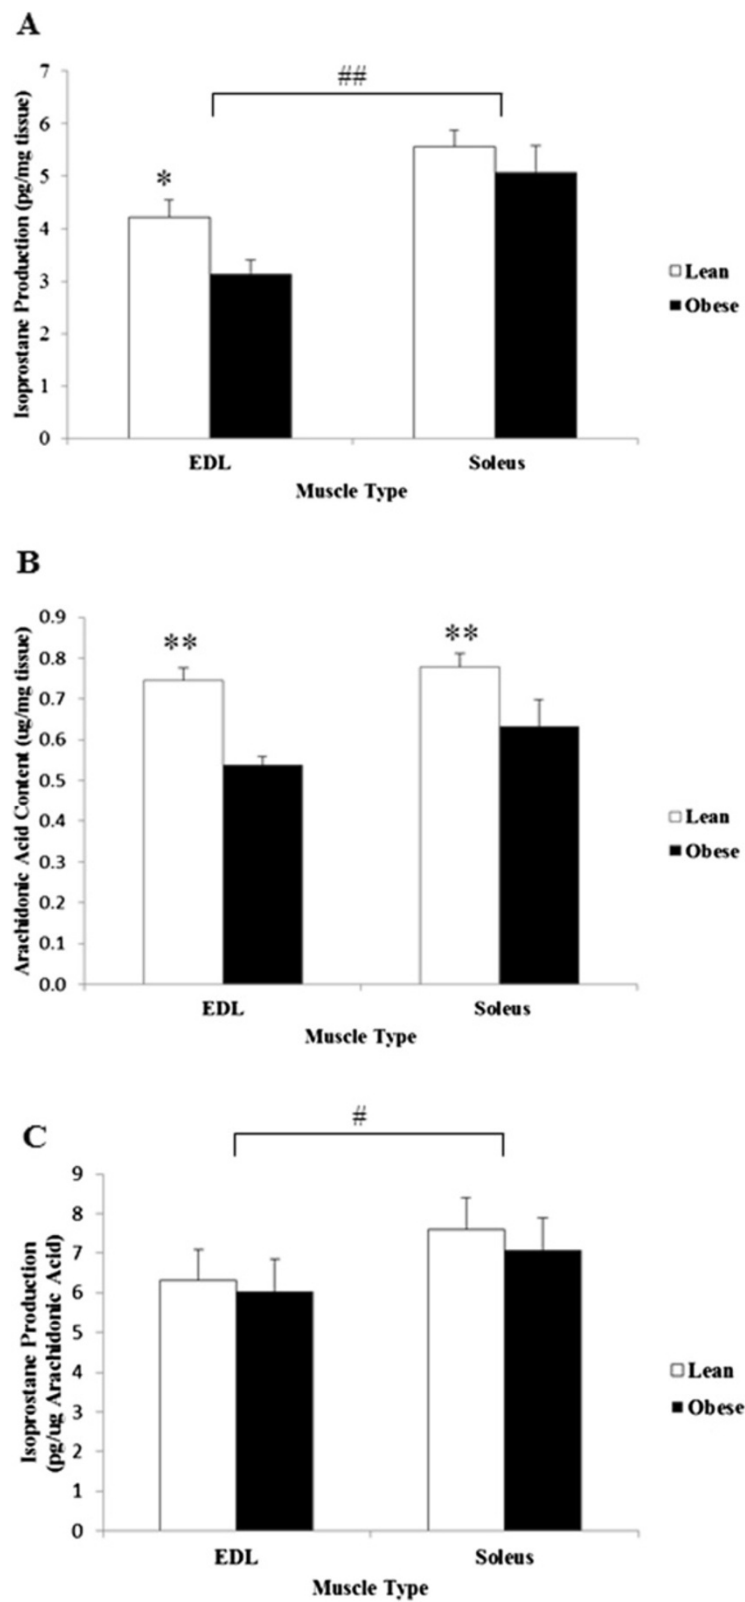 A
##
7
6
5
4
3
2
1
0
*
Isoprostane Production (pg/mg tissue)
EDL
Soleus
Muscle Type
Lean
Obese
B
0.9
0.8
0.7
0.6
0.5
0.4
0.3
0.2
0.1
0.0
**
**
Arachidonic Acid Content (ug/mg tissue)
EDL
Soleus
Muscle Type
Lean
Obese
C
#
9
8
7
6
5
4
3
2
1
0
Isoprostane Production
(pg/ug Arachidonic Acid)
EDL
Soleus
Muscle Type
Lean
Obese